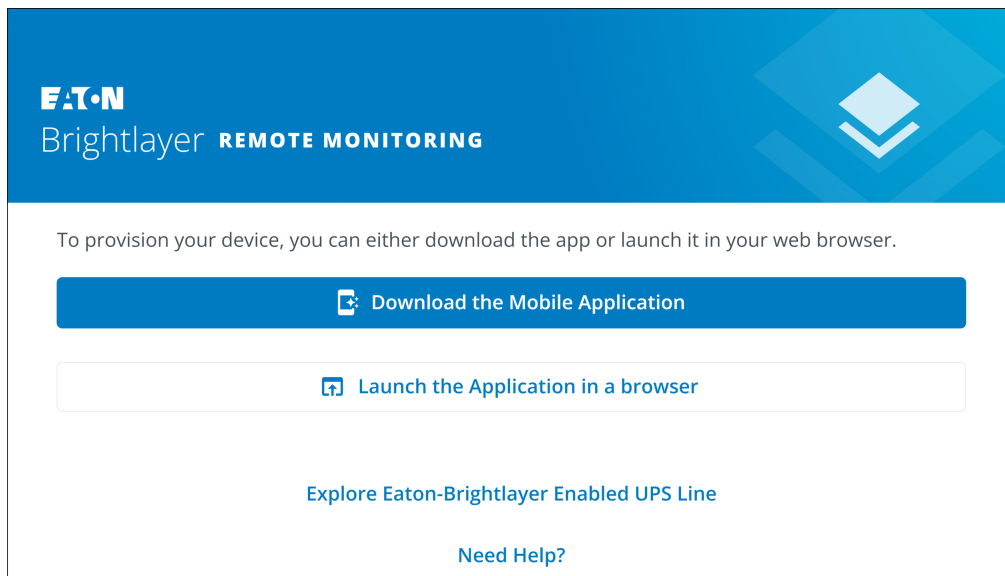 EATON
Brightlayer REMOTE MONITORING
To provision your device, you can either download the app or launch it in your web browser.
Download the Mobile Application
Launch the Application in a browser
Explore Eaton-Brightlayer Enabled UPS Line
Need Help?